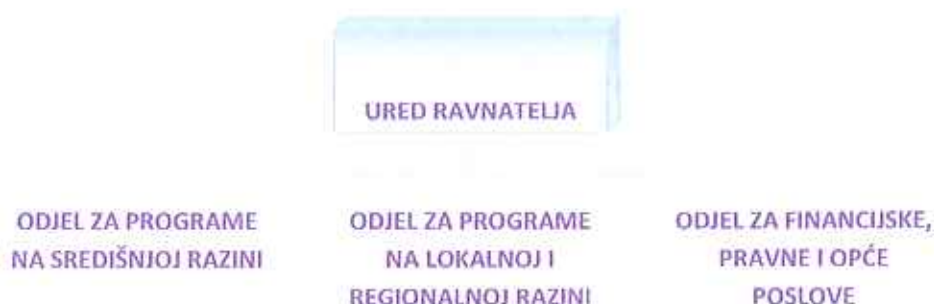 URED RAVNATELJA
ODJEL ZA PROGRAME
NA SREDIŠNJOJ RAZINI
ODJEL ZA PROGRAME
NA LOKALNOJ I
REGIONALNOJ RAZINI
ODJEL ZA FINANCIJSKE,
PRAVNE I OPĆE
POSLOVE